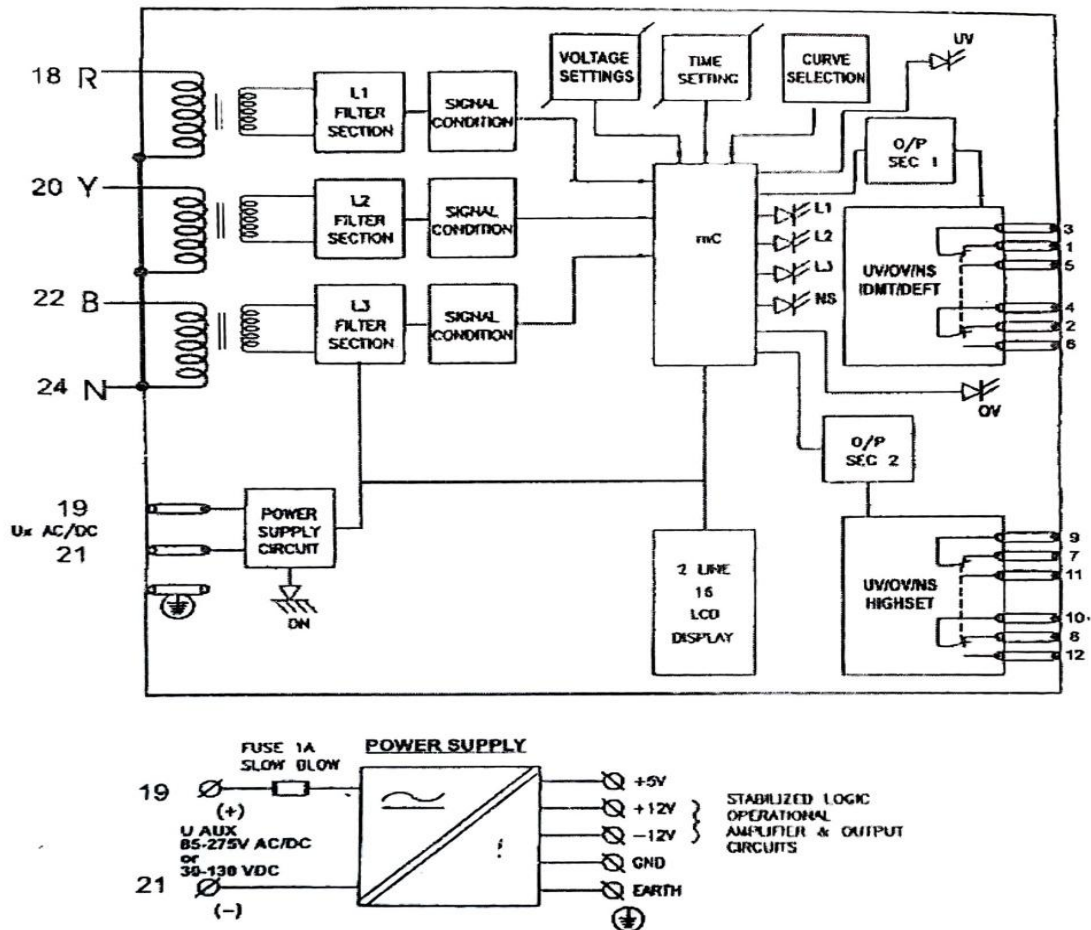 18 R
20 Y
22 B
24 N
19
Ux AC/DC
21
L1
FILTER
SECTION
SIGNAL
CONDITION
L2
FILTER
SECTION
SIGNAL
CONDITION
L3
FILTER
SECTION
SIGNAL
CONDITION
VOLTAGE
SETTINGS
TIME
SETTING
CURVE
SELECTION
mC
UV
L1
L2
L3
NS
OV
O/P
SEC 1
UV/OV/NS
IDMT/DEFT
3
1
5
4
2
6
O/P
SEC 2
UV/OV/NS
HIGHSET
9
7
11
10
8
12
POWER
SUPPLY
CIRCUIT
ON
2 LINE
16
LCD
DISPLAY
POWER SUPPLY
FUSE 1A
SLOW BLOW
19
(+)
U AUX
85-275V AC/DC
or
30-130 VDC
21
(-)
+5V
+12V
-12V
GND
EARTH
STABILIZED LOGIC
OPERATIONAL
AMPLIFIER & OUTPUT
CIRCUITS